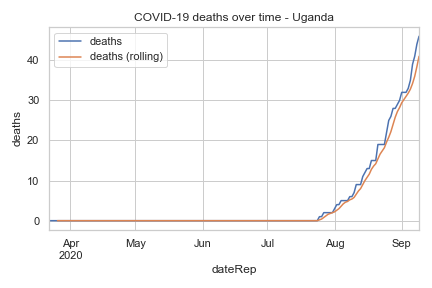 COVID-19 deaths over time - Uganda
deaths
deaths (rolling)
deaths
40
30
20
10
0
Apr May Jun Jul Aug Sep
2020
dateRep